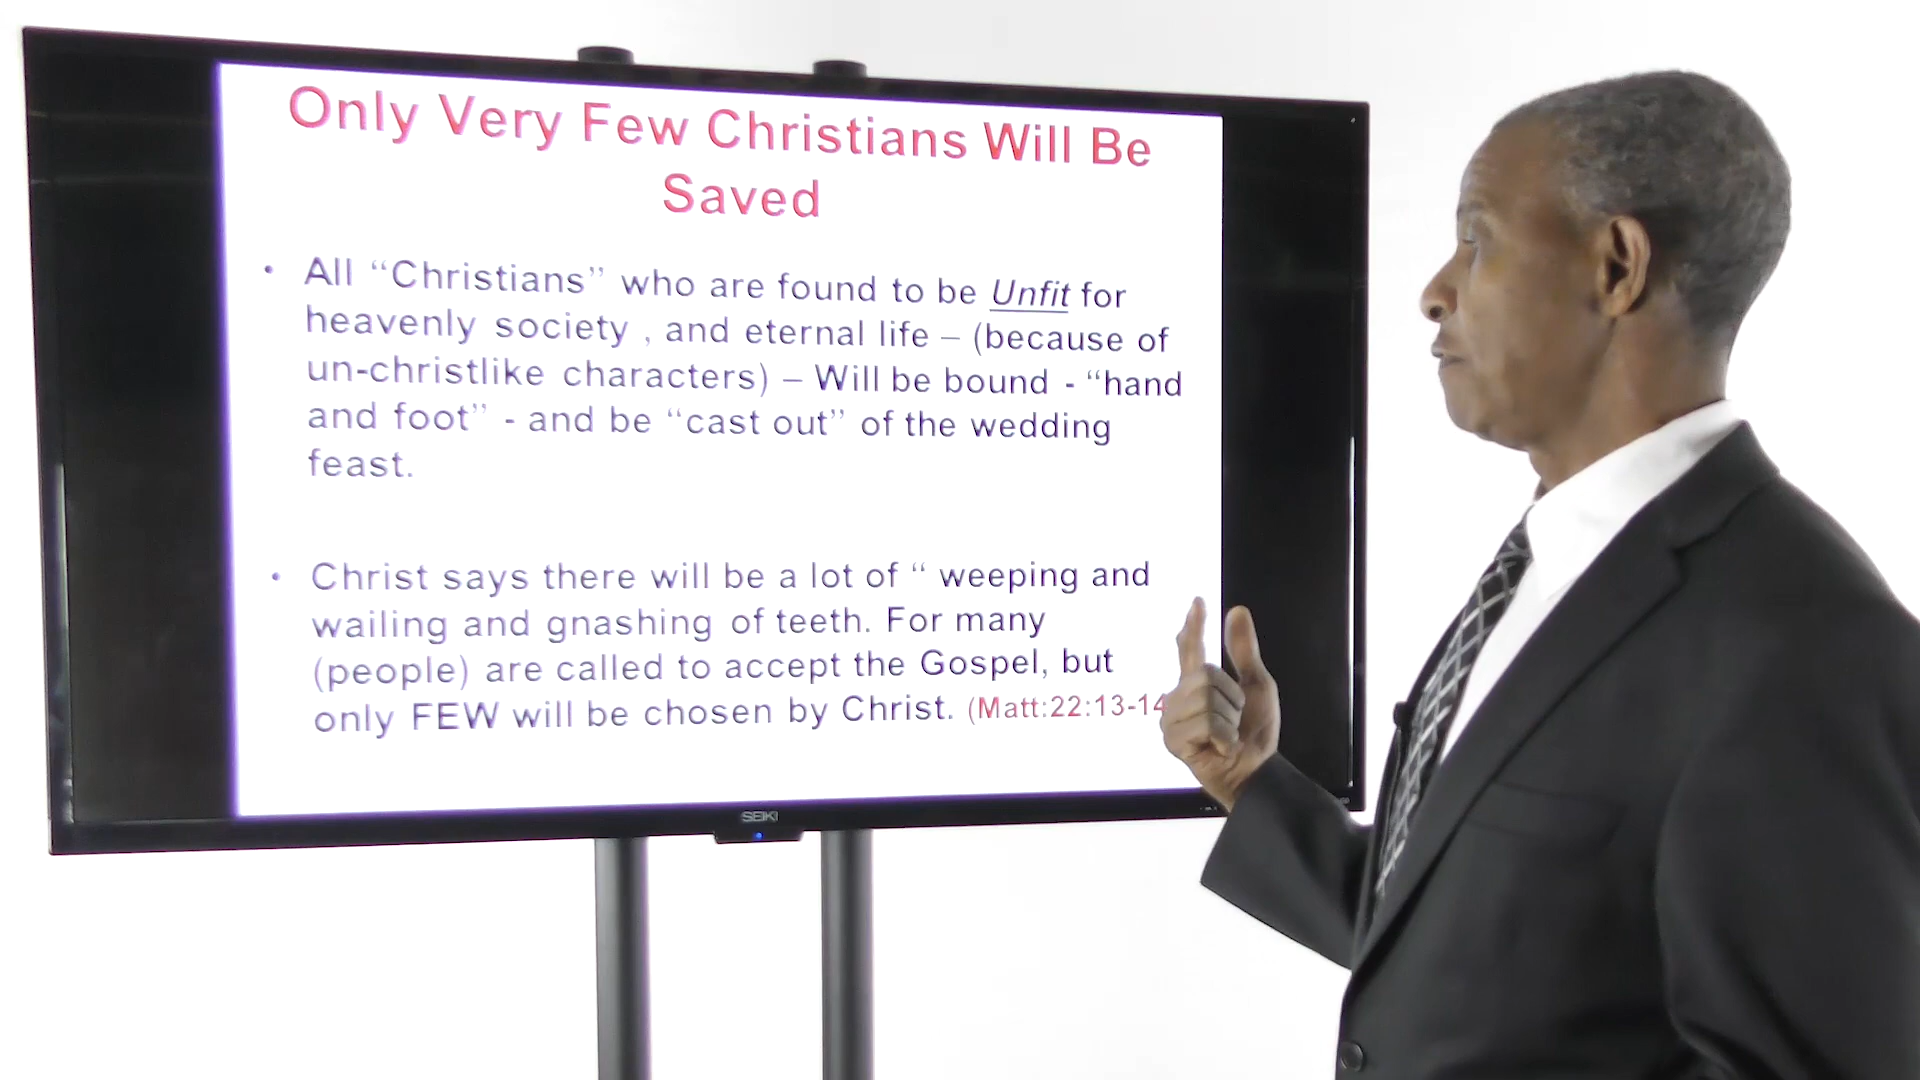 Only Very Few Christians Will Be
Saved
• All “Christians” who are found to be Unfit for
heavenly society , and eternal life – (because of
un-christlike characters) – Will be bound - “hand
and foot” - and be “cast out” of the wedding
feast.
• Christ says there will be a lot of “ weeping and
wailing and gnashing of teeth. For many
(people) are called to accept the Gospel, but
only FEW will be chosen by Christ. (Matt:22:13-14
SEIKI